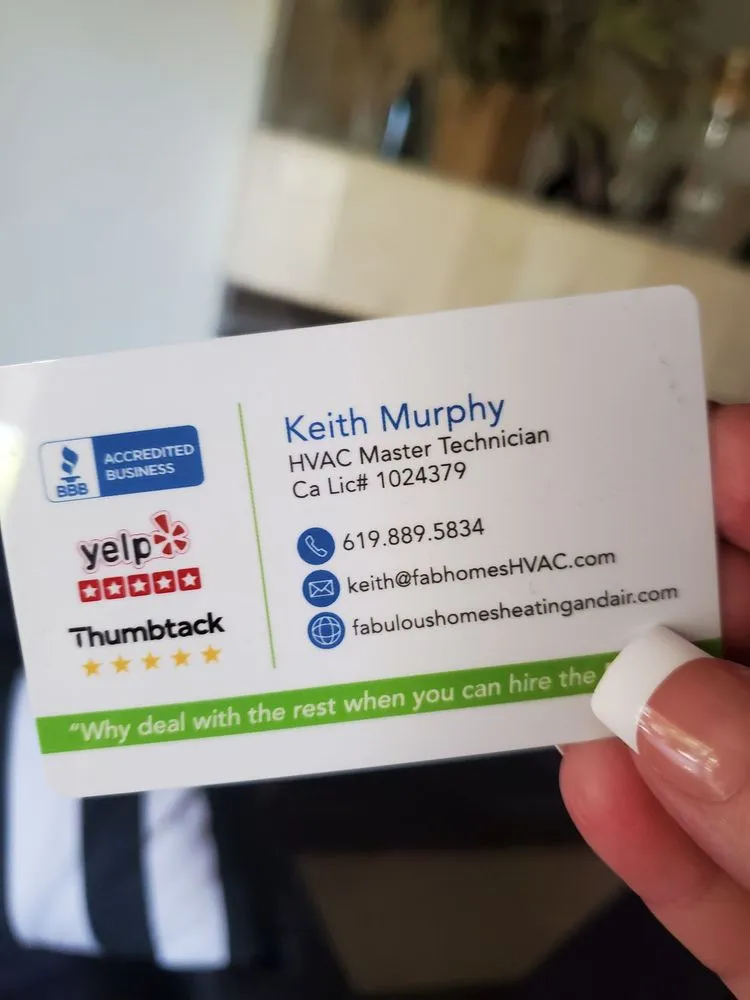 BBB
ACCREDITED
BUSINESS
yelp
Thumbtack
Keith Murphy
HVAC Master Technician
Ca Lic# 1024379
619.889.5834
keith@fabhomesHVAC.com
fabuloushomesheatingandair.com
"Why deal with the rest when you can hire the